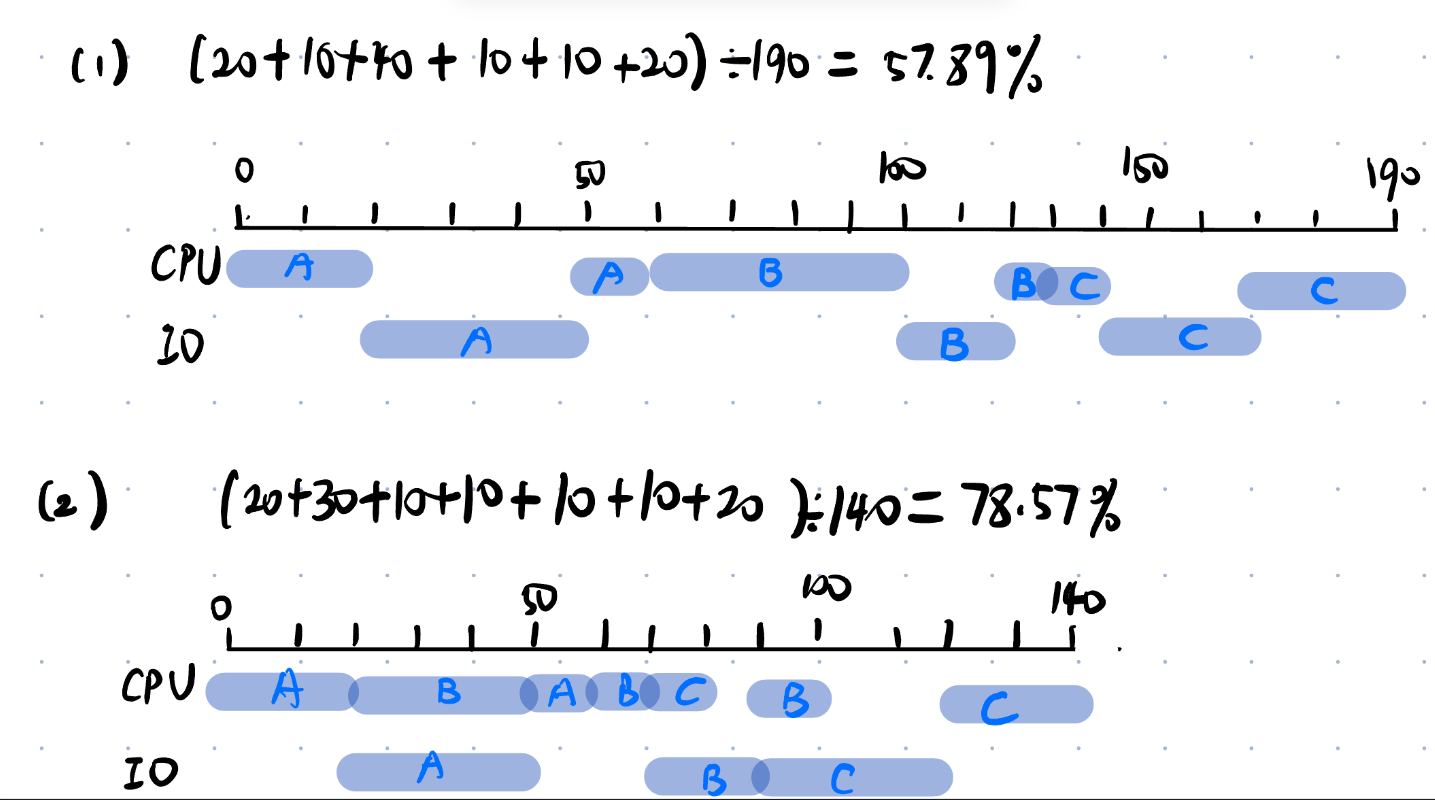 (1) (20+10+40+10+10+20)÷190=57.89%
0 50 100 150 190
CPU A A B B C C
IO A B C
(2) (20+30+10+10+10+10+20)÷140=78.57%
0 50 100 140
CPU A B A B C B C
IO A B C